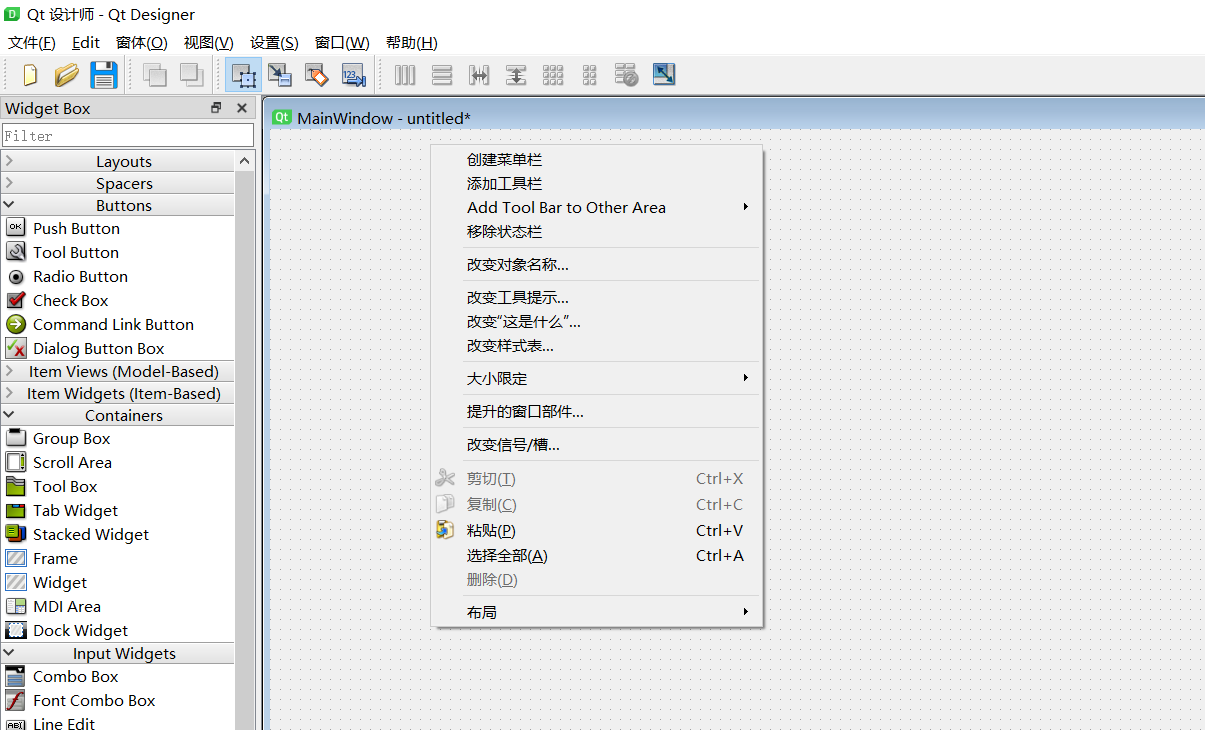 Qt 设计师 - Qt Designer
文件(F) Edit 窗体(O) 视图(V) 设置(S) 窗口(W) 帮助(H)
Widget Box
Filter
Layouts
Spacers
Buttons
Push Button
Tool Button
Radio Button
Check Box
Command Link Button
Dialog Button Box
Item Views (Model-Based)
Item Widgets (Item-Based)
Containers
Group Box
Scroll Area
Tool Box
Tab Widget
Stacked Widget
Frame
Widget
MDI Area
Dock Widget
Input Widgets
Combo Box
Font Combo Box
Line Edit
MainWindow - untitled*
创建菜单栏
添加工具栏
Add Tool Bar to Other Area
移除状态栏
改变对象名称...
改变工具提示...
改变“这是什么”...
改变样式表...
大小限定
提升的窗口部件...
改变信号/槽...
剪切(T) Ctrl+X
复制(C) Ctrl+C
粘贴(P) Ctrl+V
选择全部(A) Ctrl+A
删除(D)
布局